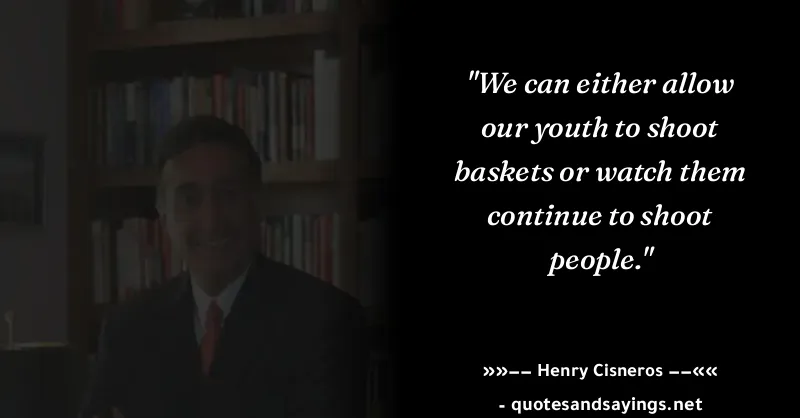 "We can either allow
our youth to shoot
baskets or watch them
continue to shoot
people."
»»−− Henry Cisneros −−««
- quotesandsayings.net